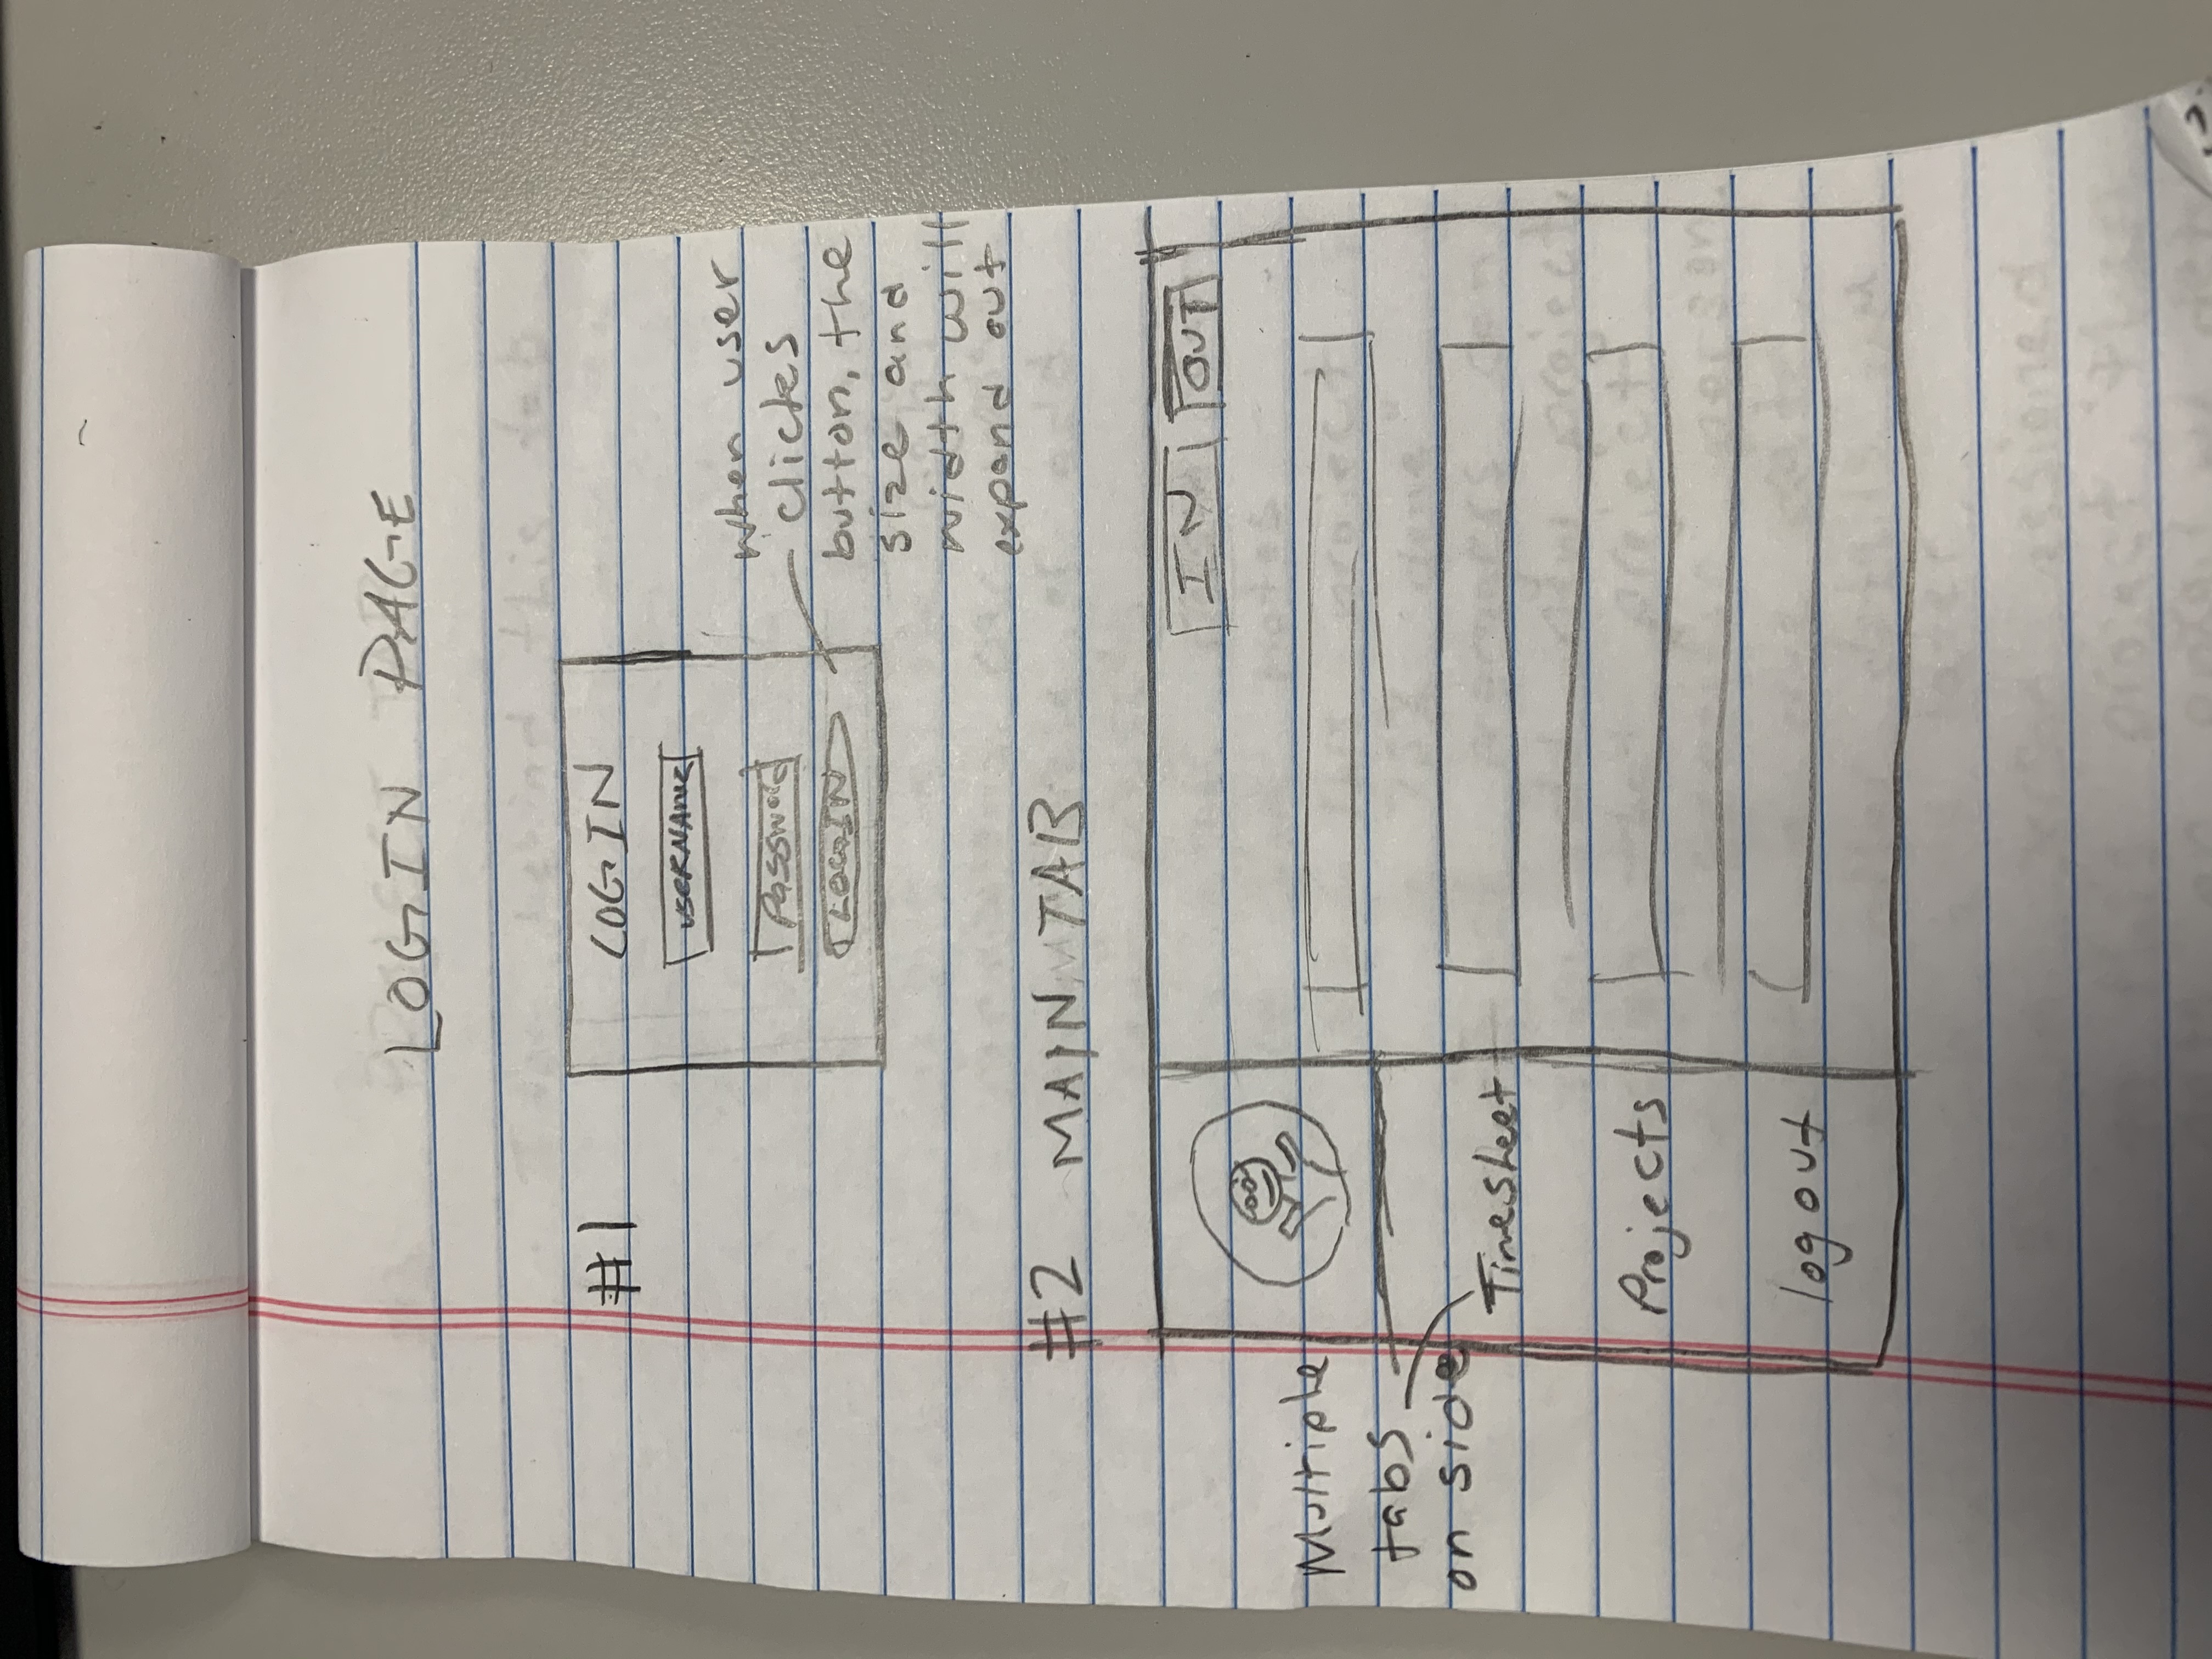 LOGIN PAGE
#1
LOGIN
USERNAME
Password
LOGIN
when user
clickes
button, the
size and
width will
expand out
#2 MAIN TAB
IN OUT
Multiple
tabs
on side
Timesheet
Projects
logout